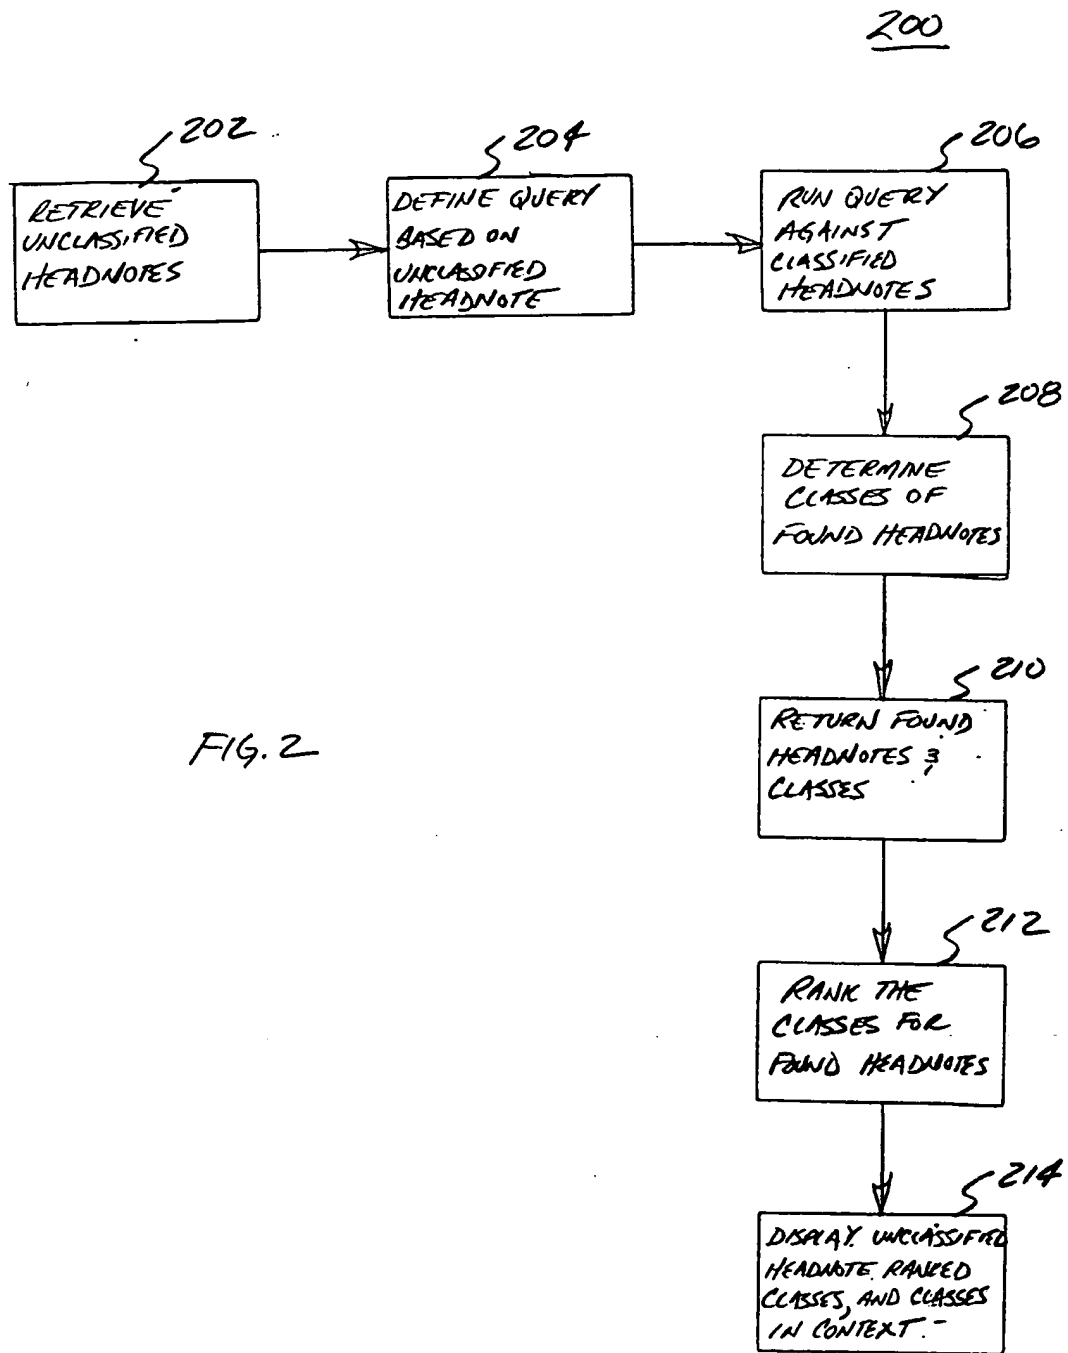 200
202
RETRIEVE
UNCLASSIFIED
HEADNOTES
204
DEFINE QUERY
BASED ON
UNCLASSIFIED
HEADNOTE
206
RUN QUERY
AGAINST
CLASSIFIED
HEADNOTES
208
DETERMINE
CLASSES OF
FOUND HEADNOTES
210
RETURN FOUND
HEADNOTES &
CLASSES
FIG. 2
212
RANK THE
CLASSES FOR
FOUND HEADNOTES
214
DISPLAY UNCLASSIFIED
HEADNOTE RANKED
CLASSES, AND CLASSES
IN CONTEXT.